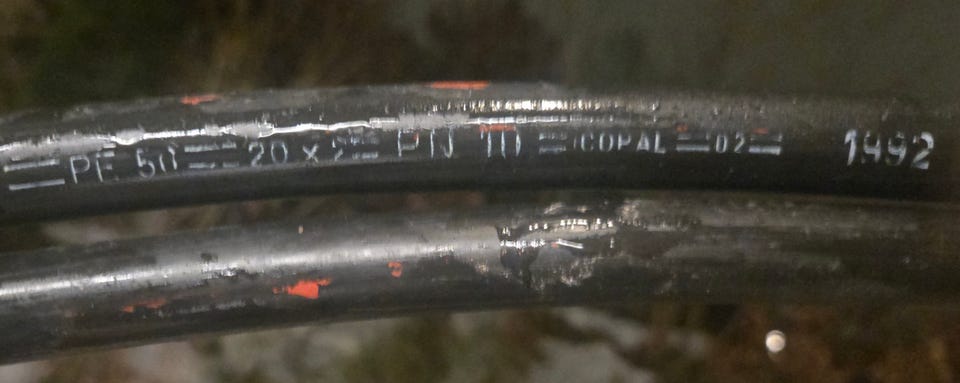 = PE 50 = 20 x 2 = PN 10 = COPAL = 02 = 1992